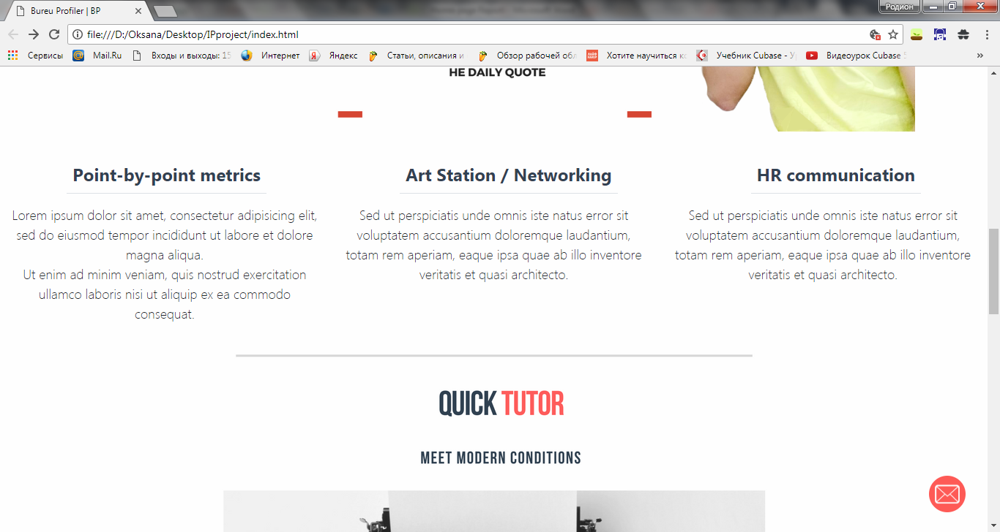 Bureu Profiler | BP
Родион
file:///D:/Oksana/Desktop/IPproject/index.html
Сервисы Mail.Ru Входы и выходы: 15 Интернет Яндекс Статьи, описания и Обзор рабочей обл Хотите научиться кс Учебник Cubase - Ур Видеоурок Cubase 5
HE DAILY QUOTE
Point-by-point metrics
Lorem ipsum dolor sit amet, consectetur adipisicing elit,
sed do eiusmod tempor incididunt ut labore et dolore
magna aliqua.
Ut enim ad minim veniam, quis nostrud exercitation
ullamco laboris nisi ut aliquip ex ea commodo
consequat.
Art Station / Networking
Sed ut perspiciatis unde omnis iste natus error sit
voluptatem accusantium doloremque laudantium,
totam rem aperiam, eaque ipsa quae ab illo inventore
veritatis et quasi architecto.
HR communication
Sed ut perspiciatis unde omnis iste natus error sit
voluptatem accusantium doloremque laudantium,
totam rem aperiam, eaque ipsa quae ab illo inventore
veritatis et quasi architecto.
QUICK TUTOR
MEET MODERN CONDITIONS